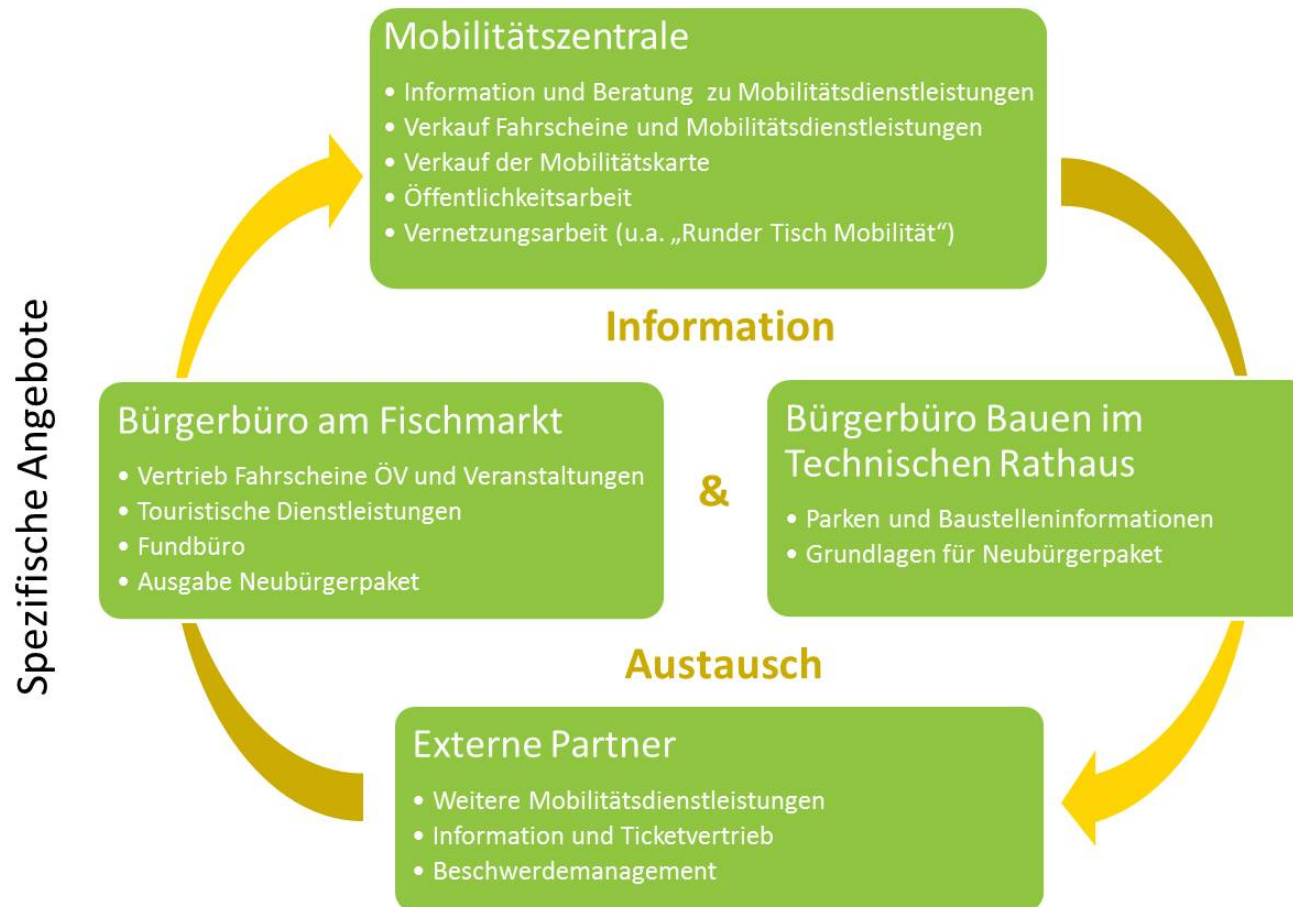 Mobilitätszentrale
• Information und Beratung zu Mobilitätsdienstleistungen
• Verkauf Fahrscheine und Mobilitätsdienstleistungen
• Verkauf der Mobilitätskarte
• Öffentlichkeitsarbeit
• Vernetzungsarbeit (u.a. „Runder Tisch Mobilität“)
Information
Spezifische Angebote
Bürgerbüro am Fischmarkt
• Vertrieb Fahrscheine ÖV und Veranstaltungen
• Touristische Dienstleistungen
• Fundbüro
• Ausgabe Neubürgerpaket
&
Bürgerbüro Bauen im
Technischen Rathaus
• Parken und Baustelleninformationen
• Grundlagen für Neubürgerpaket
Austausch
Externe Partner
• Weitere Mobilitätsdienstleistungen
• Information und Ticketvertrieb
• Beschwerdemanagement